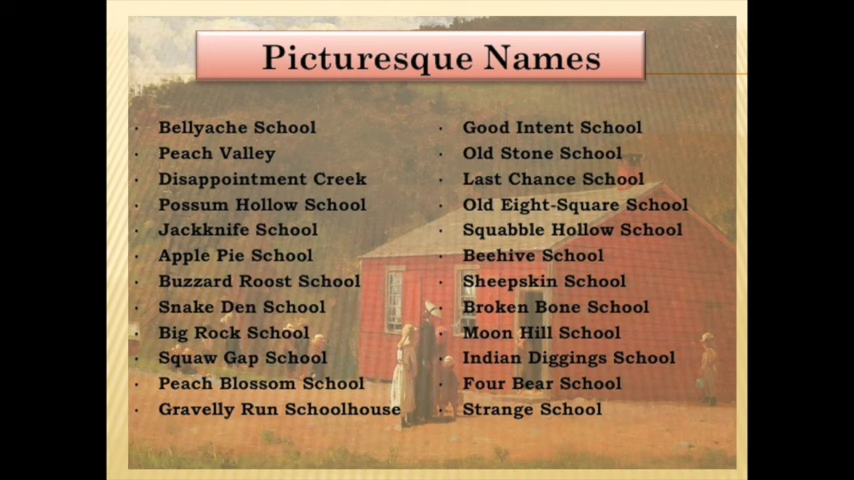 Picturesque Names
· Bellyache School
· Peach Valley
· Disappointment Creek
· Possum Hollow School
· Jackknife School
· Apple Pie School
· Buzzard Roost School
· Snake Den School
· Big Rock School
· Squaw Gap School
· Peach Blossom School
· Gravelly Run Schoolhouse
· Good Intent School
· Old Stone School
· Last Chance School
· Old Eight-Square School
· Squabble Hollow School
· Beehive School
· Sheepskin School
· Broken Bone School
· Moon Hill School
· Indian Diggings School
· Four Bear School
· Strange School